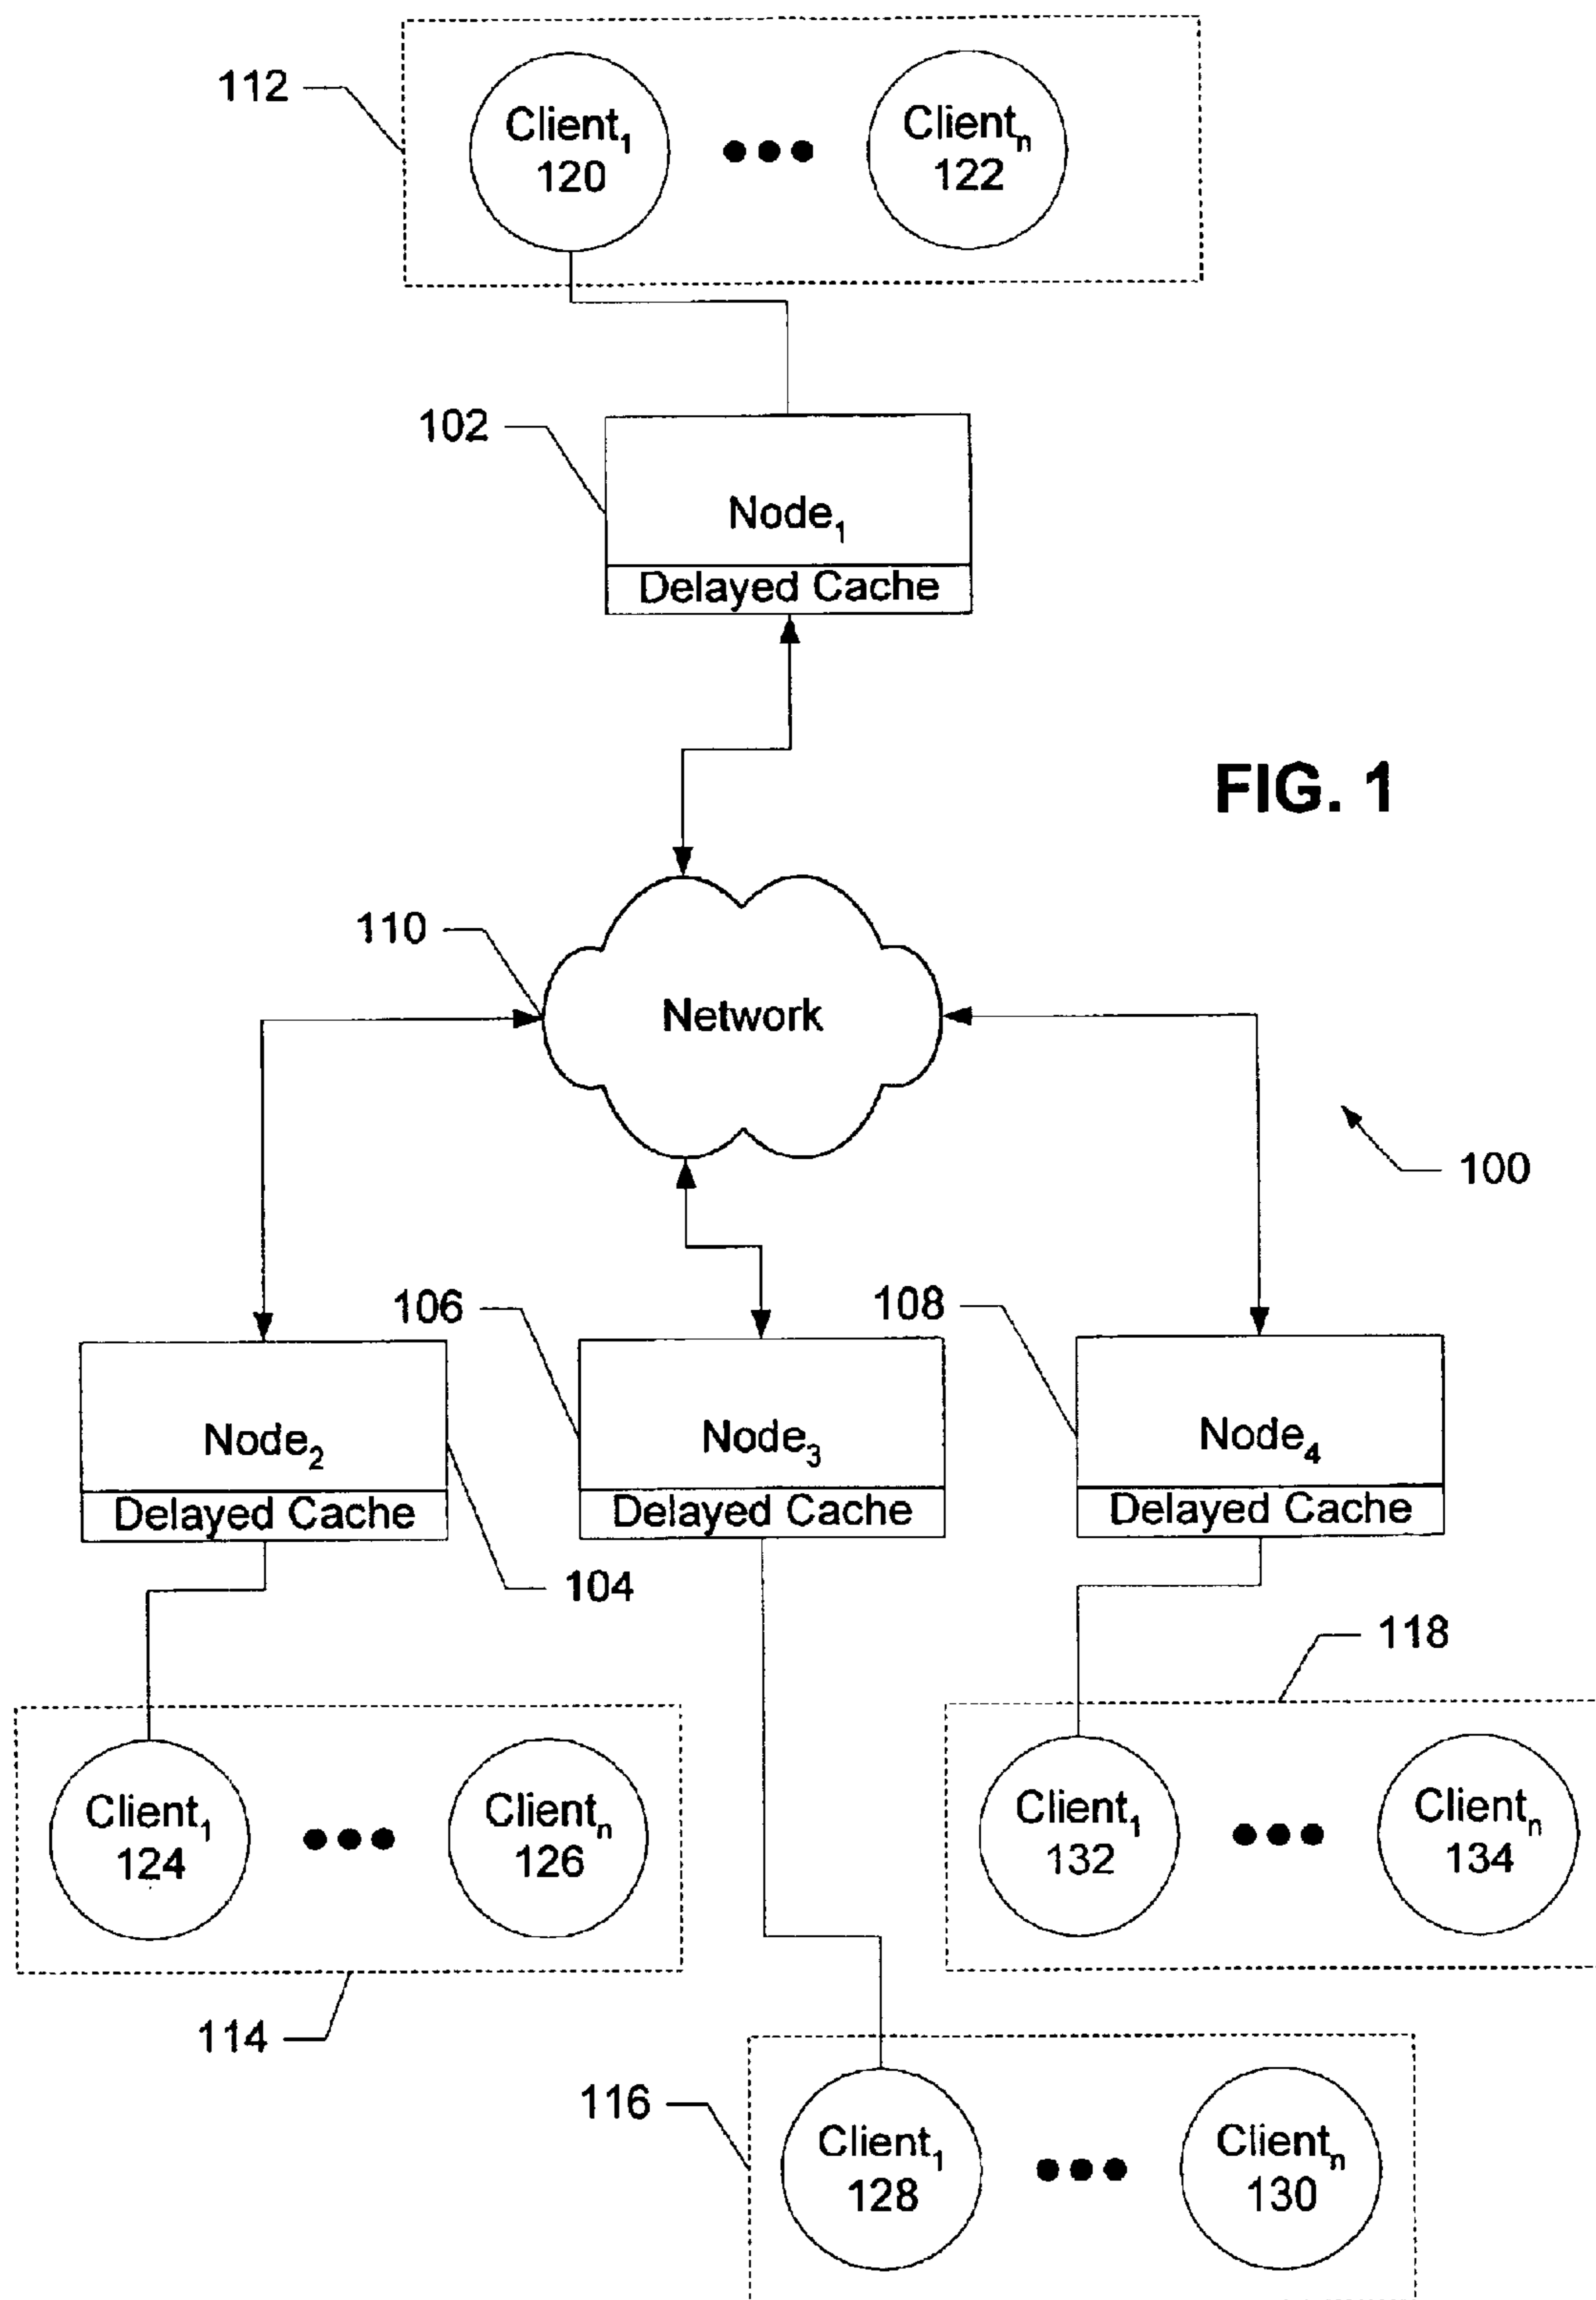 112
Client1
120
Clientn
122
102
Node1
Delayed Cache
FIG. 1
110
Network
100
106
108
Node2
Delayed Cache
Node3
Delayed Cache
Node4
Delayed Cache
104
118
Client1
124
Clientn
126
Client1
132
Clientn
134
114
116
Client1
128
Clientn
130